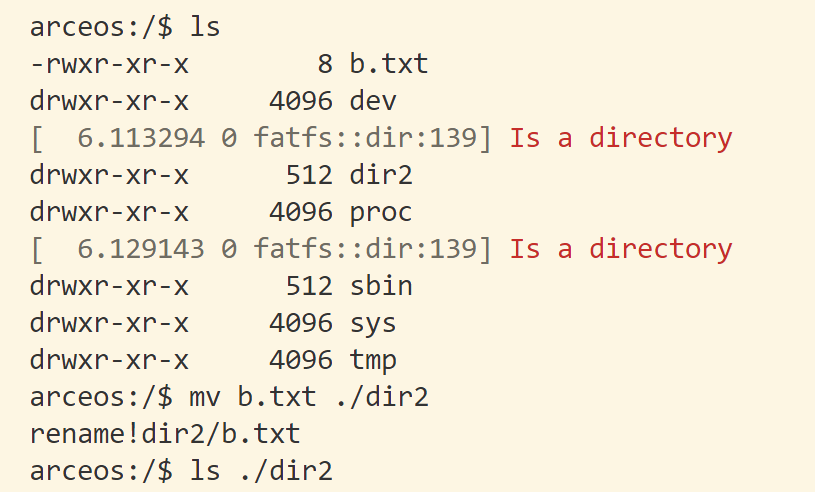 arceos:/$ ls
-rwxr-xr-x        8 b.txt
drwxr-xr-x     4096 dev
[  6.113294 0 fatfs::dir:139] Is a directory
drwxr-xr-x      512 dir2
drwxr-xr-x     4096 proc
[  6.129143 0 fatfs::dir:139] Is a directory
drwxr-xr-x      512 sbin
drwxr-xr-x     4096 sys
drwxr-xr-x     4096 tmp
arceos:/$ mv b.txt ./dir2
rename!dir2/b.txt
arceos:/$ ls ./dir2